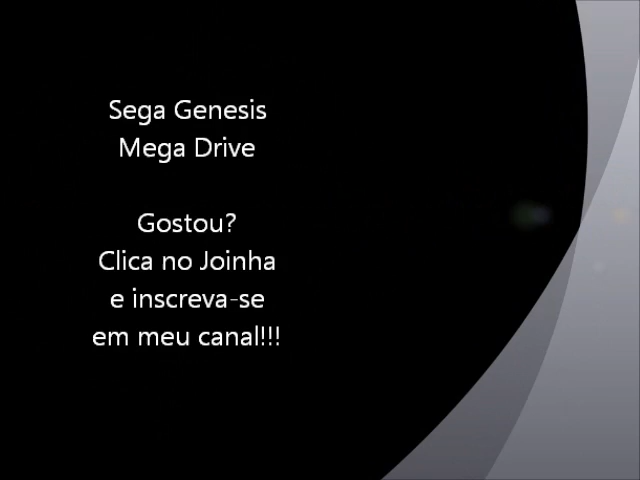 Sega Genesis
Mega Drive
Gostou?
Clica no Joinha
e inscreva-se
em meu canal!!!